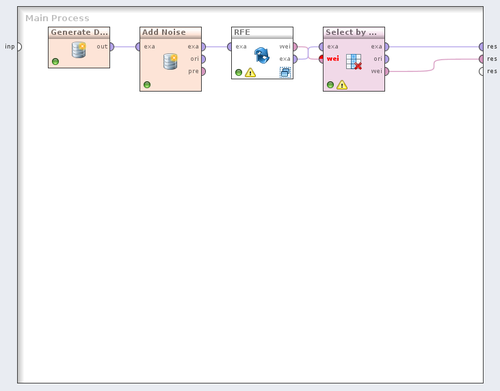 Main Process
Generate D...
Add Noise
RFE
Select by ...
inp
out
exa
exa
exa
wei
exa
exa
res
ori
exa
wei
ori
res
pre
wei
res